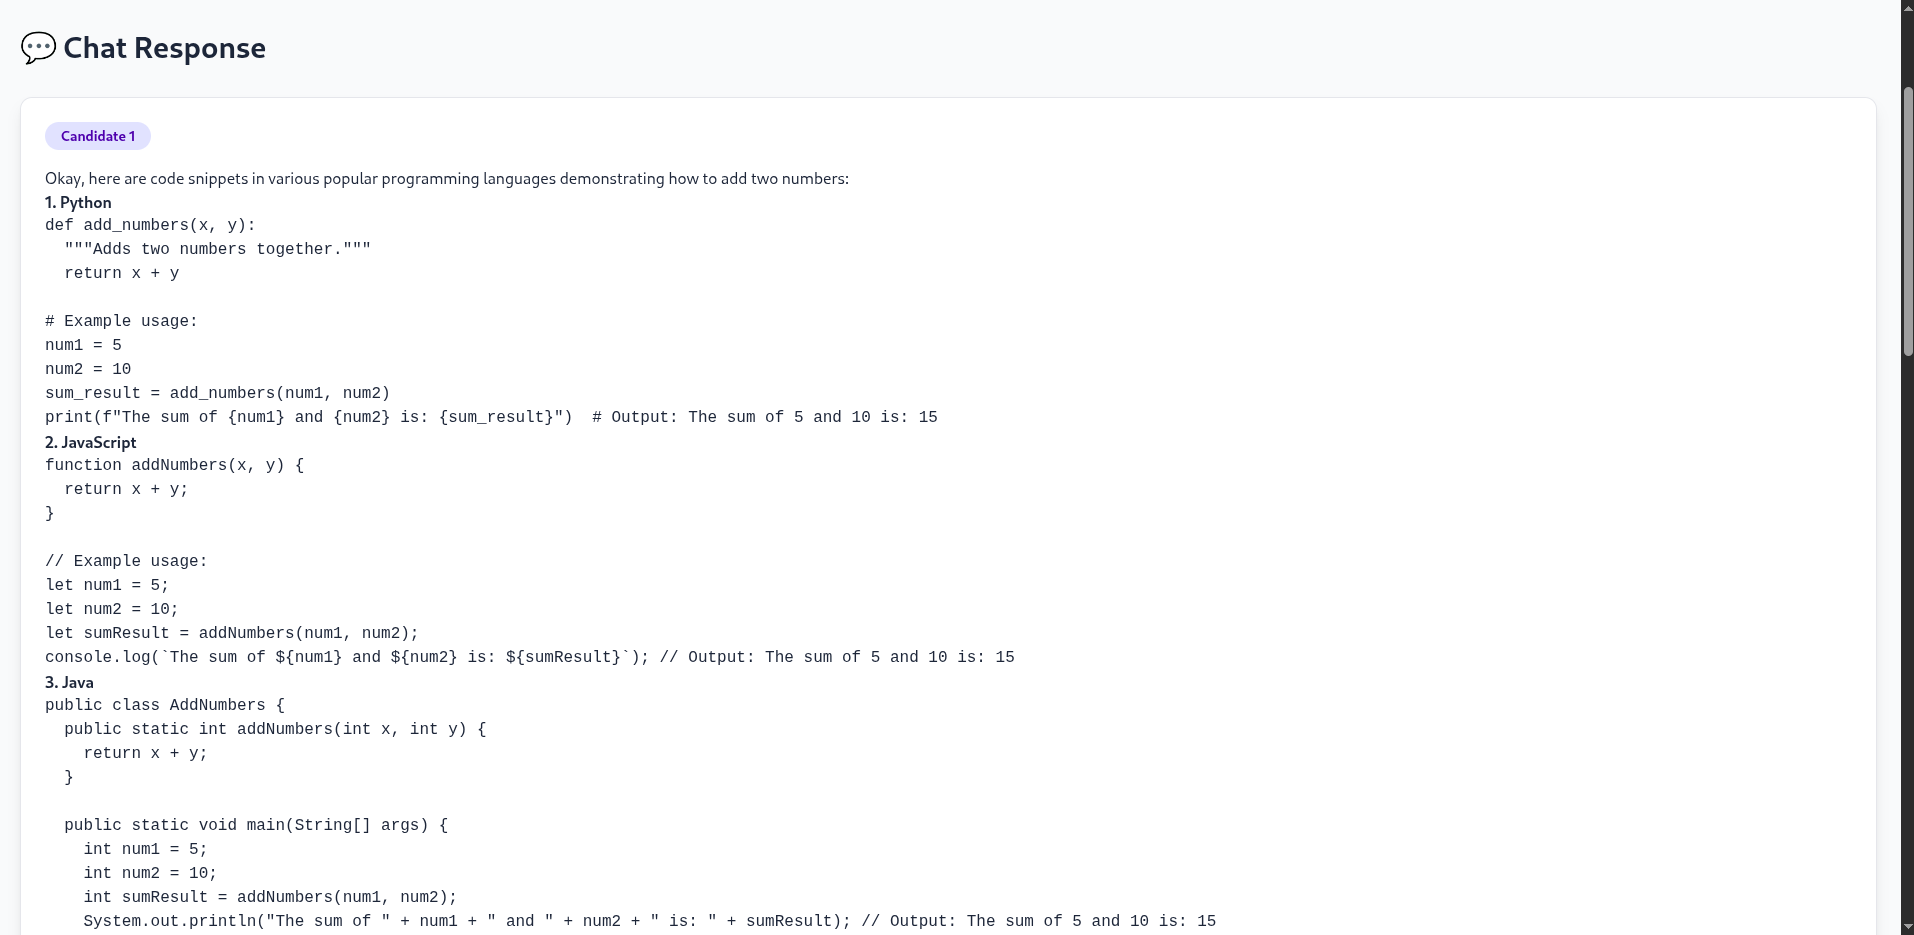 💬 Chat Response
Candidate 1
Okay, here are code snippets in various popular programming languages demonstrating how to add two numbers:
1. Python
def add_numbers(x, y):
  """Adds two numbers together."""
  return x + y

# Example usage:
num1 = 5
num2 = 10
sum_result = add_numbers(num1, num2)
print(f"The sum of {num1} and {num2} is: {sum_result}")  # Output: The sum of 5 and 10 is: 15
2. JavaScript
function addNumbers(x, y) {
  return x + y;
}

// Example usage:
let num1 = 5;
let num2 = 10;
let sumResult = addNumbers(num1, num2);
console.log(`The sum of ${num1} and ${num2} is: ${sumResult}`); // Output: The sum of 5 and 10 is: 15
3. Java
public class AddNumbers {
  public static int addNumbers(int x, int y) {
    return x + y;
  }

  public static void main(String[] args) {
    int num1 = 5;
    int num2 = 10;
    int sumResult = addNumbers(num1, num2);
    System.out.println("The sum of " + num1 + " and " + num2 + " is: " + sumResult); // Output: The sum of 5 and 10 is: 15